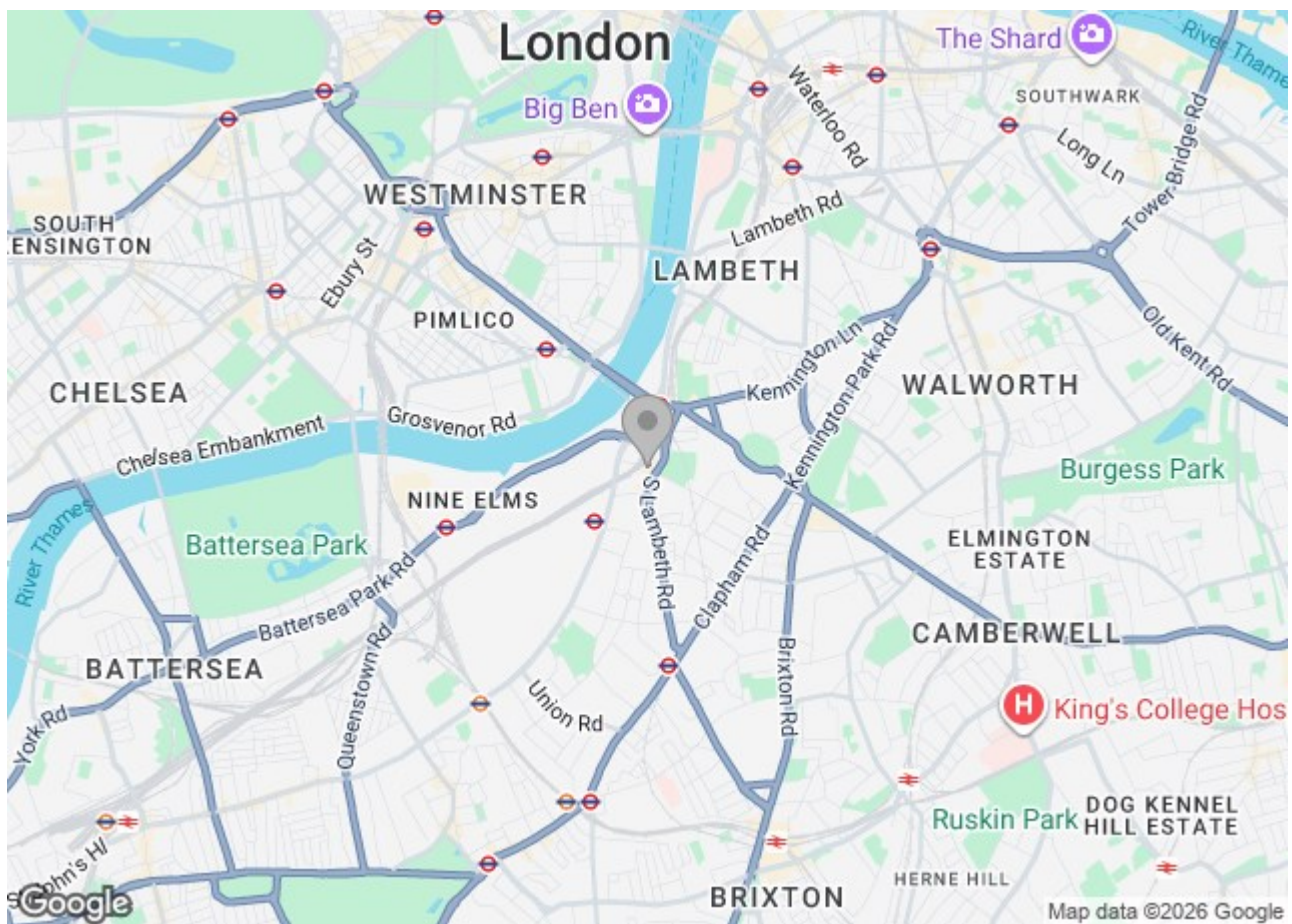 London
The Shard
River Thames
Big Ben
Waterloo Rd
SOUTHWARK
Long Ln
Tower Bridge Rd
WESTMINSTER
SOUTH
KENSINGTON
Lambeth Rd
Ebury St
LAMBETH
PIMLICO
Old Kent Rd
CHELSEA
Kennington Ln
Kennington Park Rd
WALWORTH
Grosvenor Rd
Chelsea Embankment
Burgess Park
NINE ELMS
S Lambeth Rd
River Thames
Battersea Park
ELMINGTON
ESTATE
Clapham Rd
Battersea Park Rd
CAMBERWELL
BATTERSEA
Queenstown Rd
Brixton Rd
Union Rd
York Rd
H
King's College Hos
Ruskin Park
DOG KENNEL
HILL ESTATE
St John's Hl
HERNE HILL
BRIXTON
Google
Map data ©2026 Google